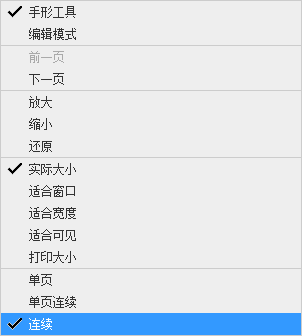 手形工具
编辑模式
前一页
下一页
放大
缩小
还原
实际大小
适合窗口
适合宽度
适合可见
打印大小
单页
单页连续
连续